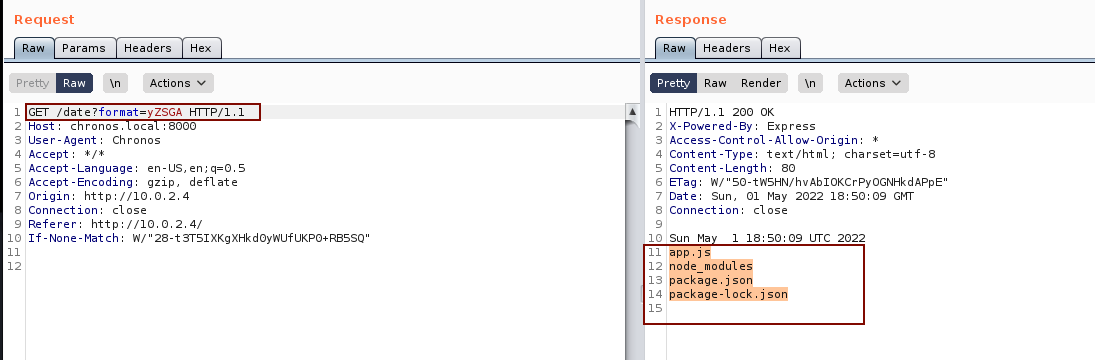 Request
Raw Params Headers Hex
Pretty Raw \n Actions
1 GET /date?format=yZSGA HTTP/1.1
2 Host: chronos.local:8000
3 User-Agent: Chronos
4 Accept: */*
5 Accept-Language: en-US,en;q=0.5
6 Accept-Encoding: gzip, deflate
7 Origin: http://10.0.2.4
8 Connection: close
9 Referer: http://10.0.2.4/
10 If-None-Match: W/"28-t3T5IXKgXHkd0yWUfUKP0+RB5SQ"
11
12
Response
Raw Headers Hex
Pretty Raw Render \n Actions
1 HTTP/1.1 200 OK
2 X-Powered-By: Express
3 Access-Control-Allow-Origin: *
4 Content-Type: text/html; charset=utf-8
5 Content-Length: 80
6 ETag: W/"50-tW5HN/hvAbIOKCrPyOGNHkdAPpE"
7 Date: Sun, 01 May 2022 18:50:09 GMT
8 Connection: close
9
10 Sun May  1 18:50:09 UTC 2022
11 app.js
12 node_modules
13 package.json
14 package-lock.json
15